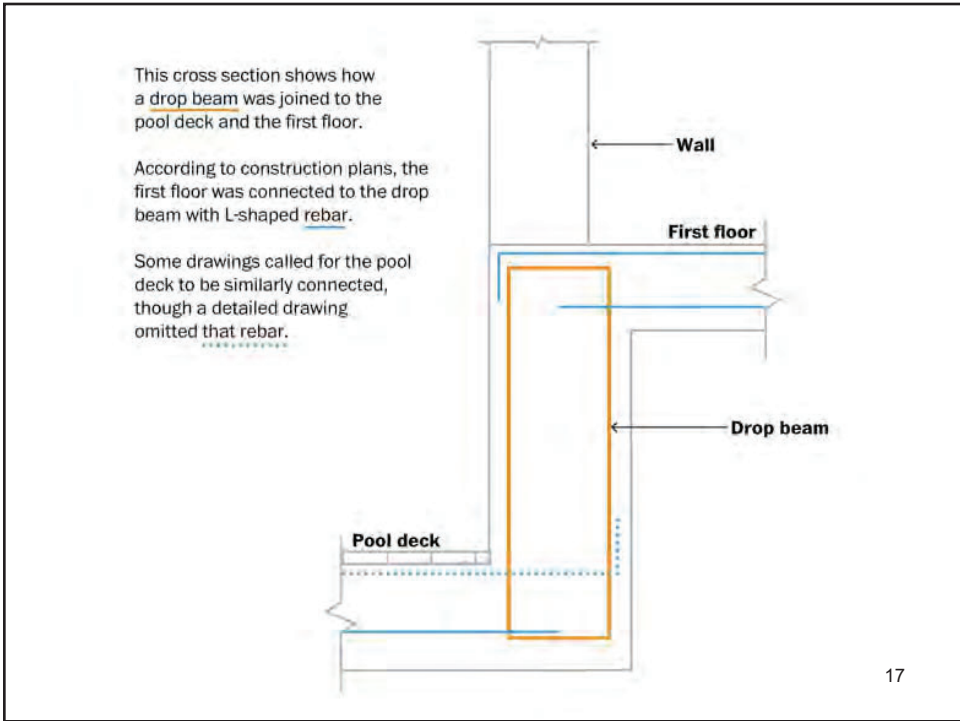 This cross section shows how
a drop beam was joined to the
pool deck and the first floor.
According to construction plans, the
first floor was connected to the drop
beam with L-shaped rebar.
Some drawings called for the pool
deck to be similarly connected,
though a detailed drawing
omitted that rebar.
Wall
First floor
Drop beam
Pool deck
17